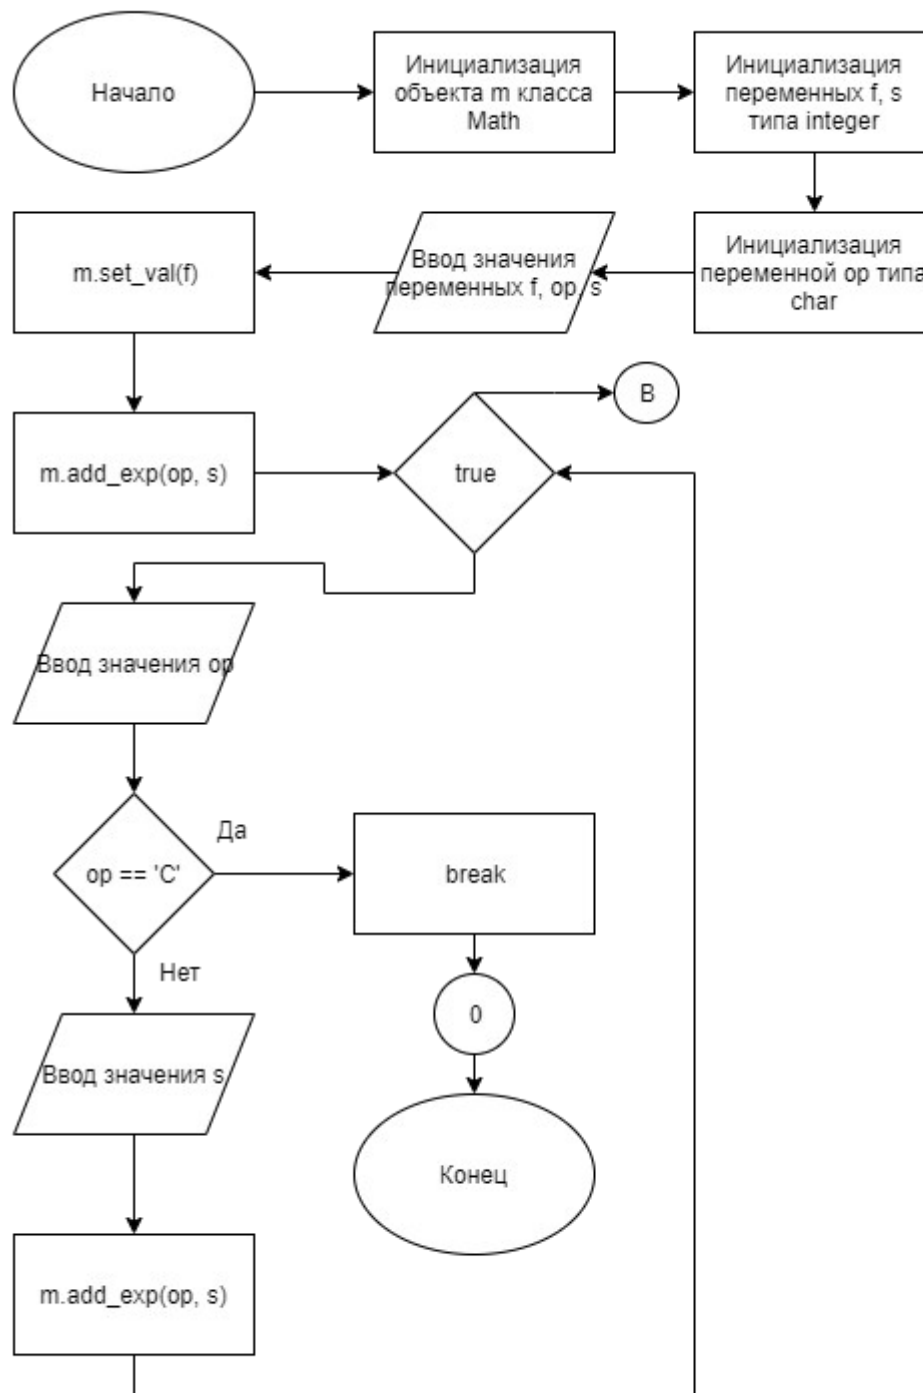 Начало
Инициализация
объекта m класса
Math
Инициализация
переменных f, s
типа integer
Инициализация
переменной op типа
char
Ввод значения
переменных f, op, s
m.set_val(f)
m.add_exp(op, s)
true
B
Ввод значения op
op == 'C'
Да
break
Нет
0
Ввод значения s
Конец
m.add_exp(op, s)